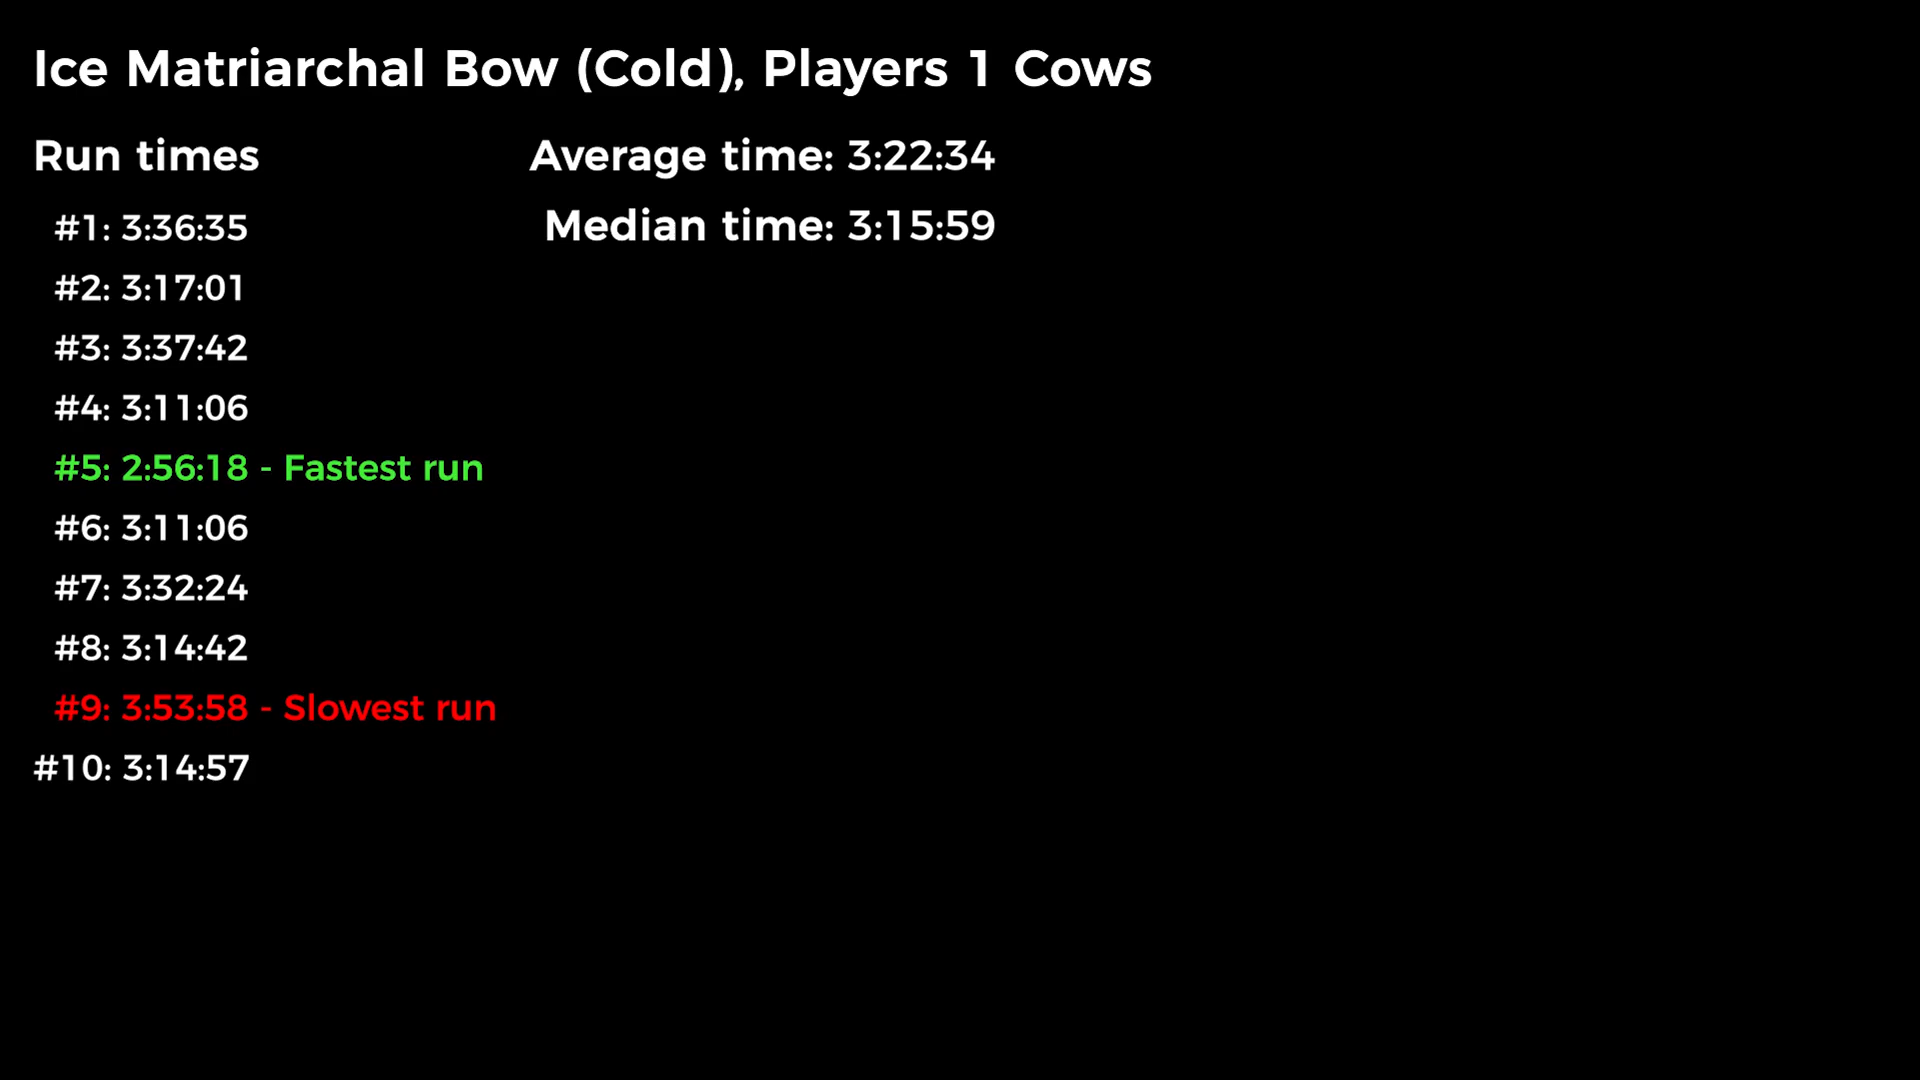 Ice Matriarchal Bow (Cold), Players 1 Cows
Run times
#1: 3:36:35
#2: 3:17:01
#3: 3:37:42
#4: 3:11:06
#5: 2:56:18 - Fastest run
#6: 3:11:06
#7: 3:32:24
#8: 3:14:42
#9: 3:53:58 - Slowest run
#10: 3:14:57
Average time: 3:22:34
Median time: 3:15:59